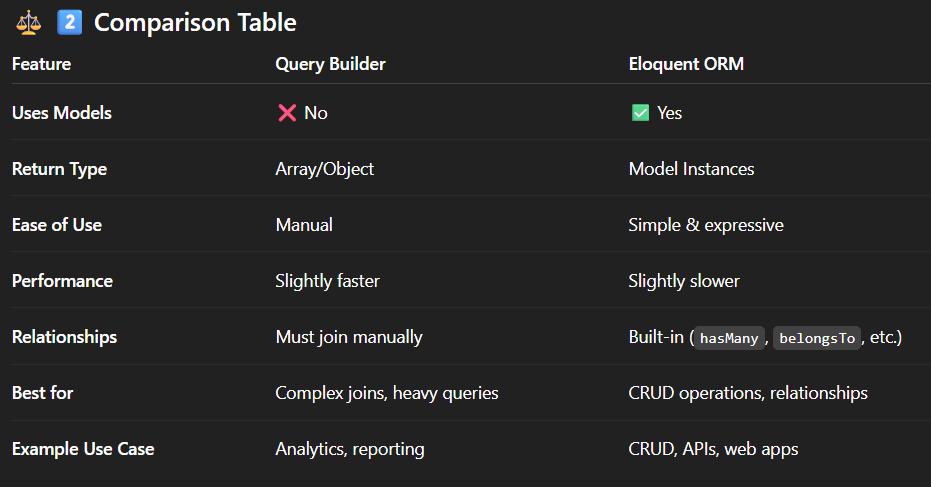 ⚖️ 2️⃣ Comparison Table
Feature Query Builder Eloquent ORM
Uses Models ❌ No ✅ Yes
Return Type Array/Object Model Instances
Ease of Use Manual Simple & expressive
Performance Slightly faster Slightly slower
Relationships Must join manually Built-in (hasMany, belongsTo, etc.)
Best for Complex joins, heavy queries CRUD operations, relationships
Example Use Case Analytics, reporting CRUD, APIs, web apps